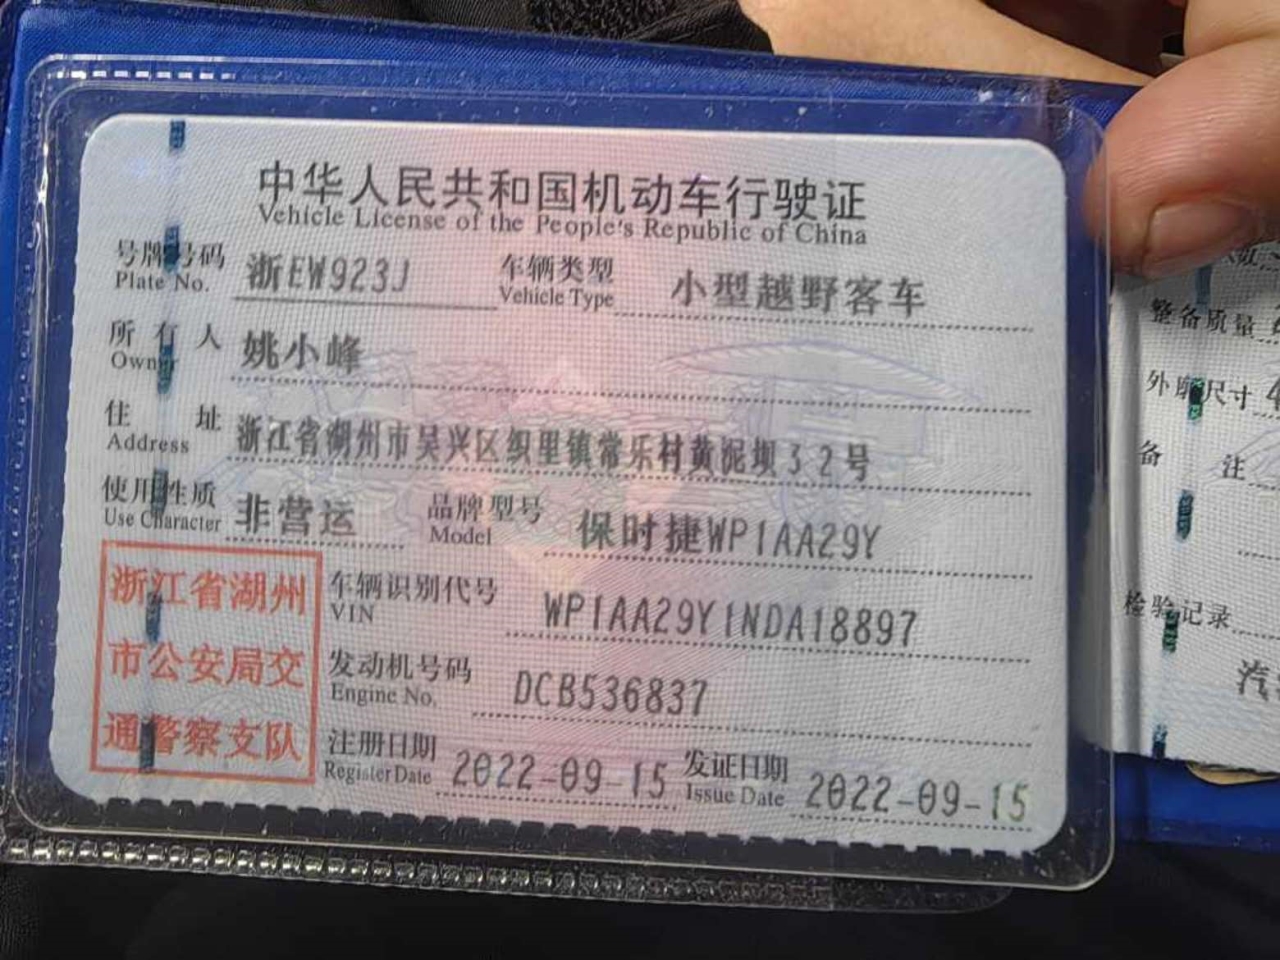 中华人民共和国机动车行驶证
Vehicle License of the People's Republic of China
号牌号码 浙EW923J 车辆类型 小型越野客车
Plate No. Vehicle Type
所有人 姚小峰
Owner
住址 浙江省湖州市吴兴区织里镇常乐村黄泥坝32号
Address
使用性质 非营运 品牌型号 保时捷WP1AA29Y
Use Character Model
浙江省湖州
市公安局交
通警察支队
车辆识别代号 WP1AA29Y1NDA18897
VIN
发动机号码 DCB536837
Engine No.
注册日期 2022-09-15 发证日期 2022-09-15
Register Date Issue Date
整备质量
外廓尺寸
备注
检验记录